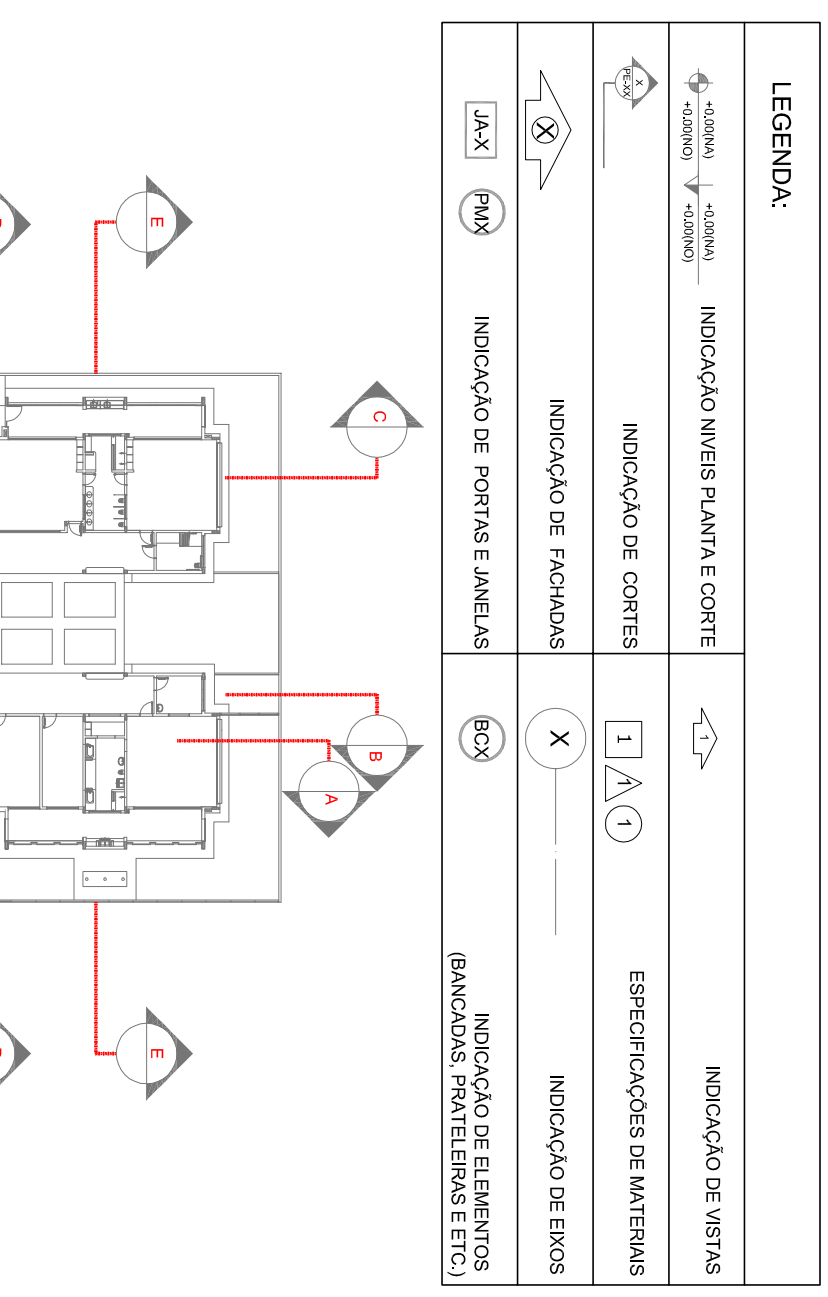 LEGENDA:
+0.00(NA)
+0.00(NO)
+0.00(NA)
+0.00(NO)
INDICAÇÃO NIVEIS PLANTA E CORTE
1
INDICAÇÃO DE VISTAS
X
PE-XX
INDICAÇÃO DE CORTES
1
1
1
ESPECIFICAÇÕES DE MATERIAIS
X
INDICAÇÃO DE FACHADAS
X
INDICAÇÃO DE EIXOS
JA-X
PMX
INDICAÇÃO DE PORTAS E JANELAS
BCX
INDICAÇÃO DE ELEMENTOS
(BANCADAS, PRATELEIRAS E ETC.)
C
B
A
E
E